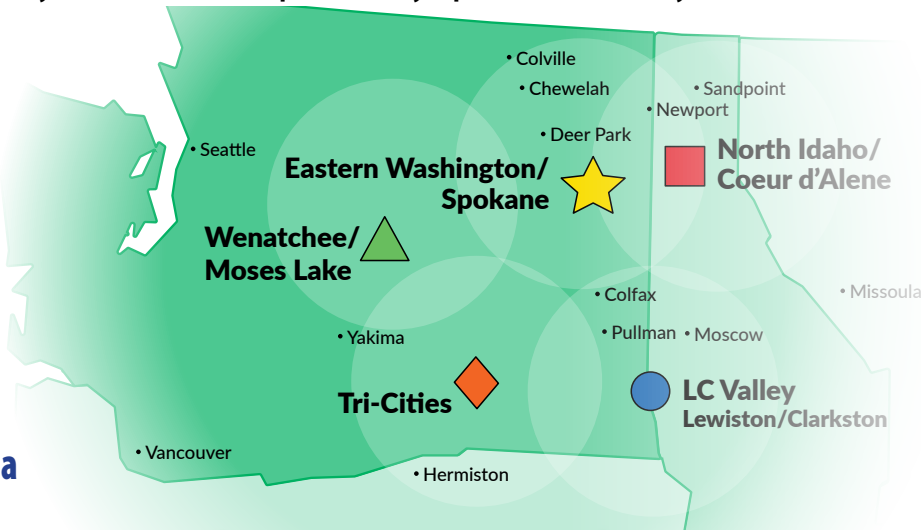 • Colville
• Chewelah
• Sandpoint
• Newport
• Deer Park
• Seattle
North Idaho/
Coeur d’Alene
Eastern Washington/
Spokane
Wenatchee/
Moses Lake
• Colfax
• Missoula
• Pullman
• Moscow
• Yakima
Tri-Cities
LC Valley
Lewiston/Clarkston
• Vancouver
a
• Hermiston